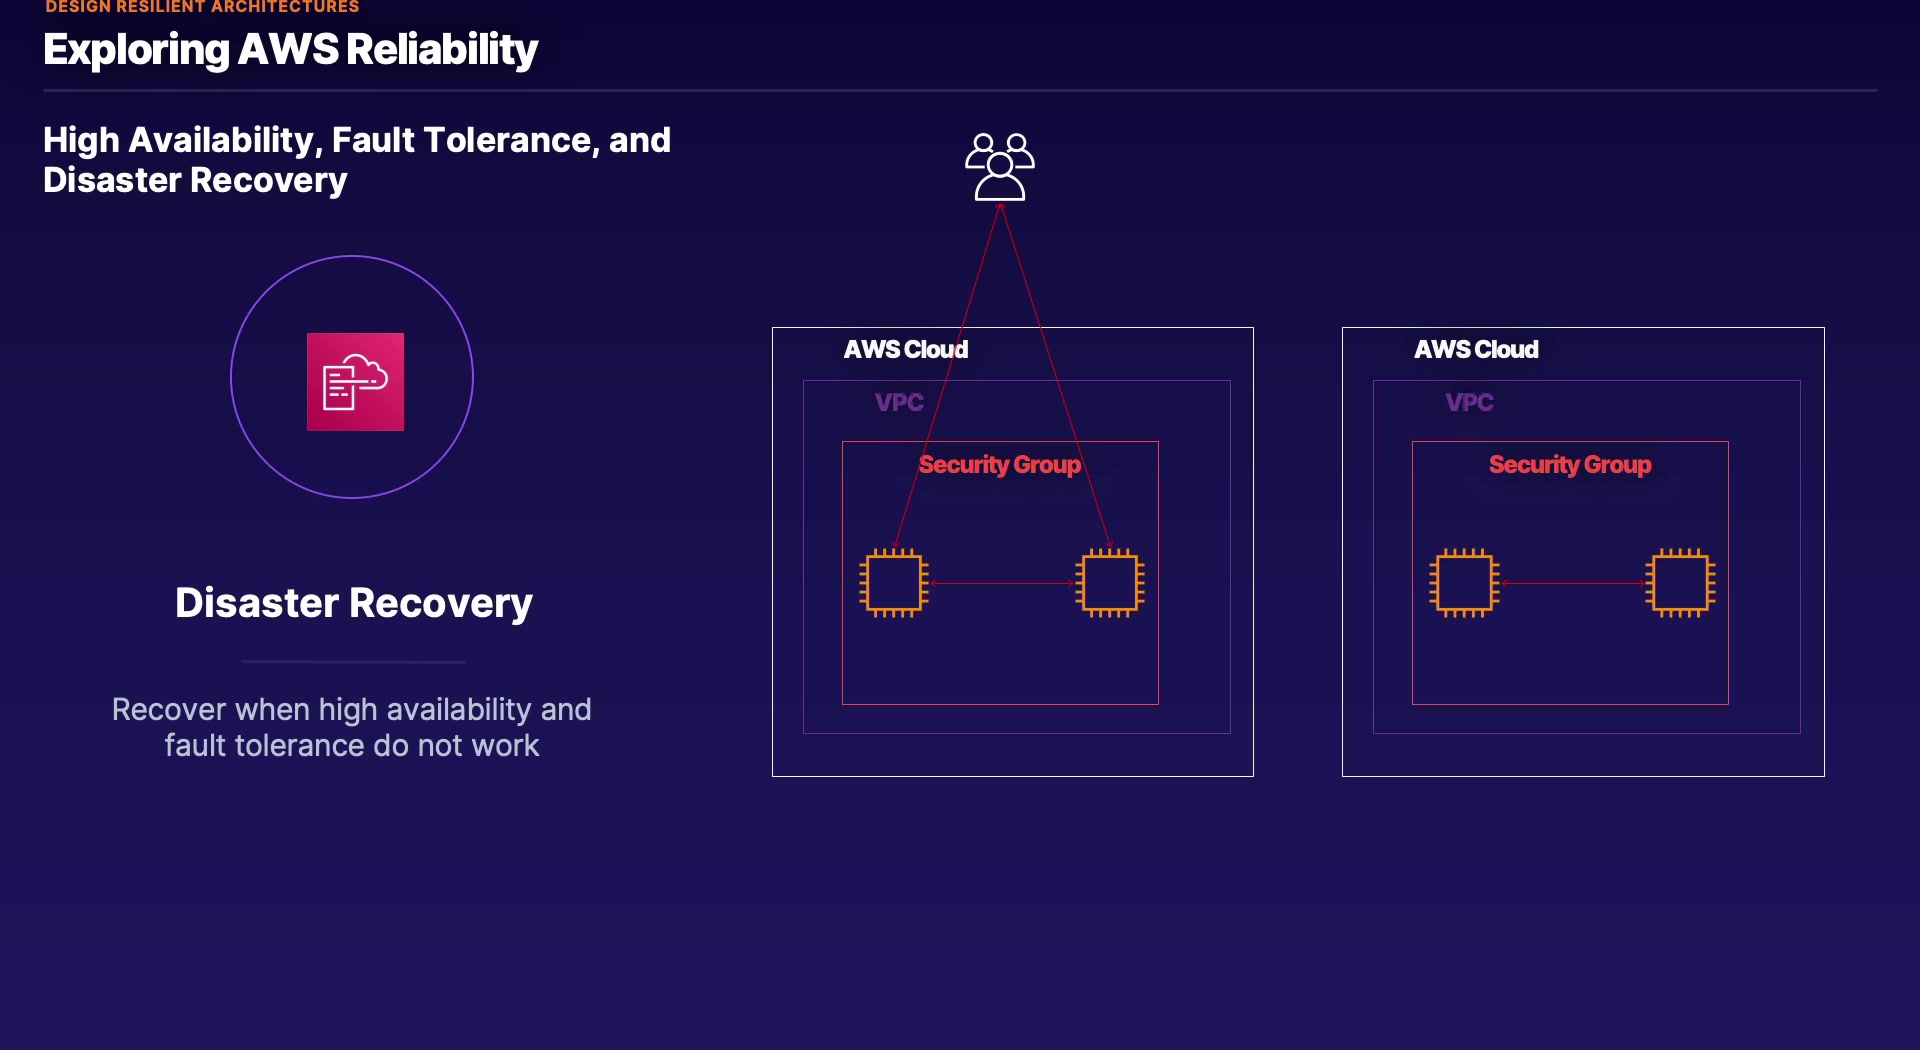 DESIGN RESILIENT ARCHITECTURES
Exploring AWS Reliability
High Availability, Fault Tolerance, and
Disaster Recovery
Disaster Recovery
Recover when high availability and
fault tolerance do not work
AWS Cloud
VPC
Security Group
AWS Cloud
VPC
Security Group